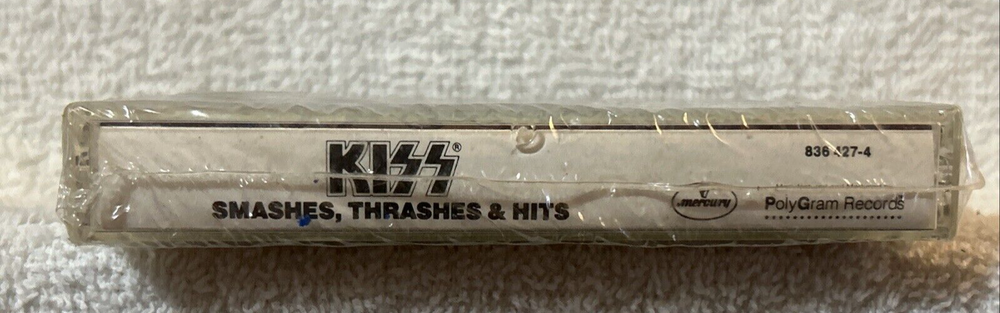 KISS®
SMASHES, THRASHES & HITS
836 427-4
mercury
PolyGram Records